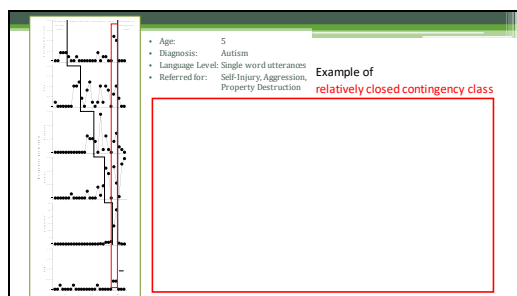 • Age: 5
• Diagnosis: Autism
• Language Level: Single word utterances
• Referred for: Self-Injury, Aggression,
Property Destruction
Example of
relatively closed contingency class